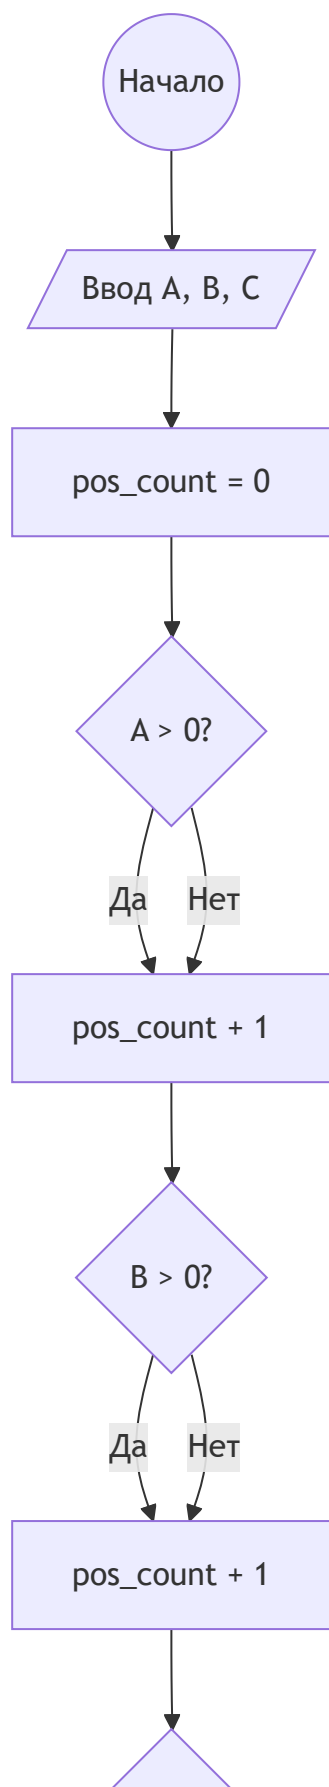 Начало
Ввод A, B, C
pos_count = 0
A > 0?
Да
Нет
pos_count + 1
B > 0?
Да
Нет
pos_count + 1